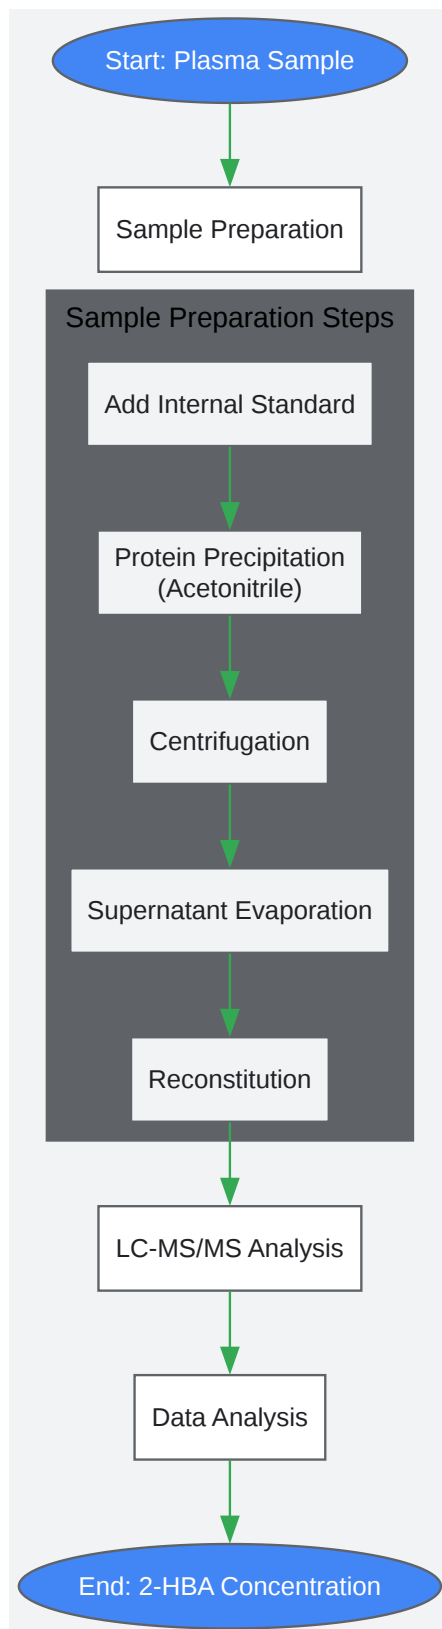 Start: Plasma Sample
Sample Preparation
Sample Preparation Steps
Add Internal Standard
Protein Precipitation
(Acetonitrile)
Centrifugation
Supernatant Evaporation
Reconstitution
LC-MS/MS Analysis
Data Analysis
End: 2-HBA Concentration